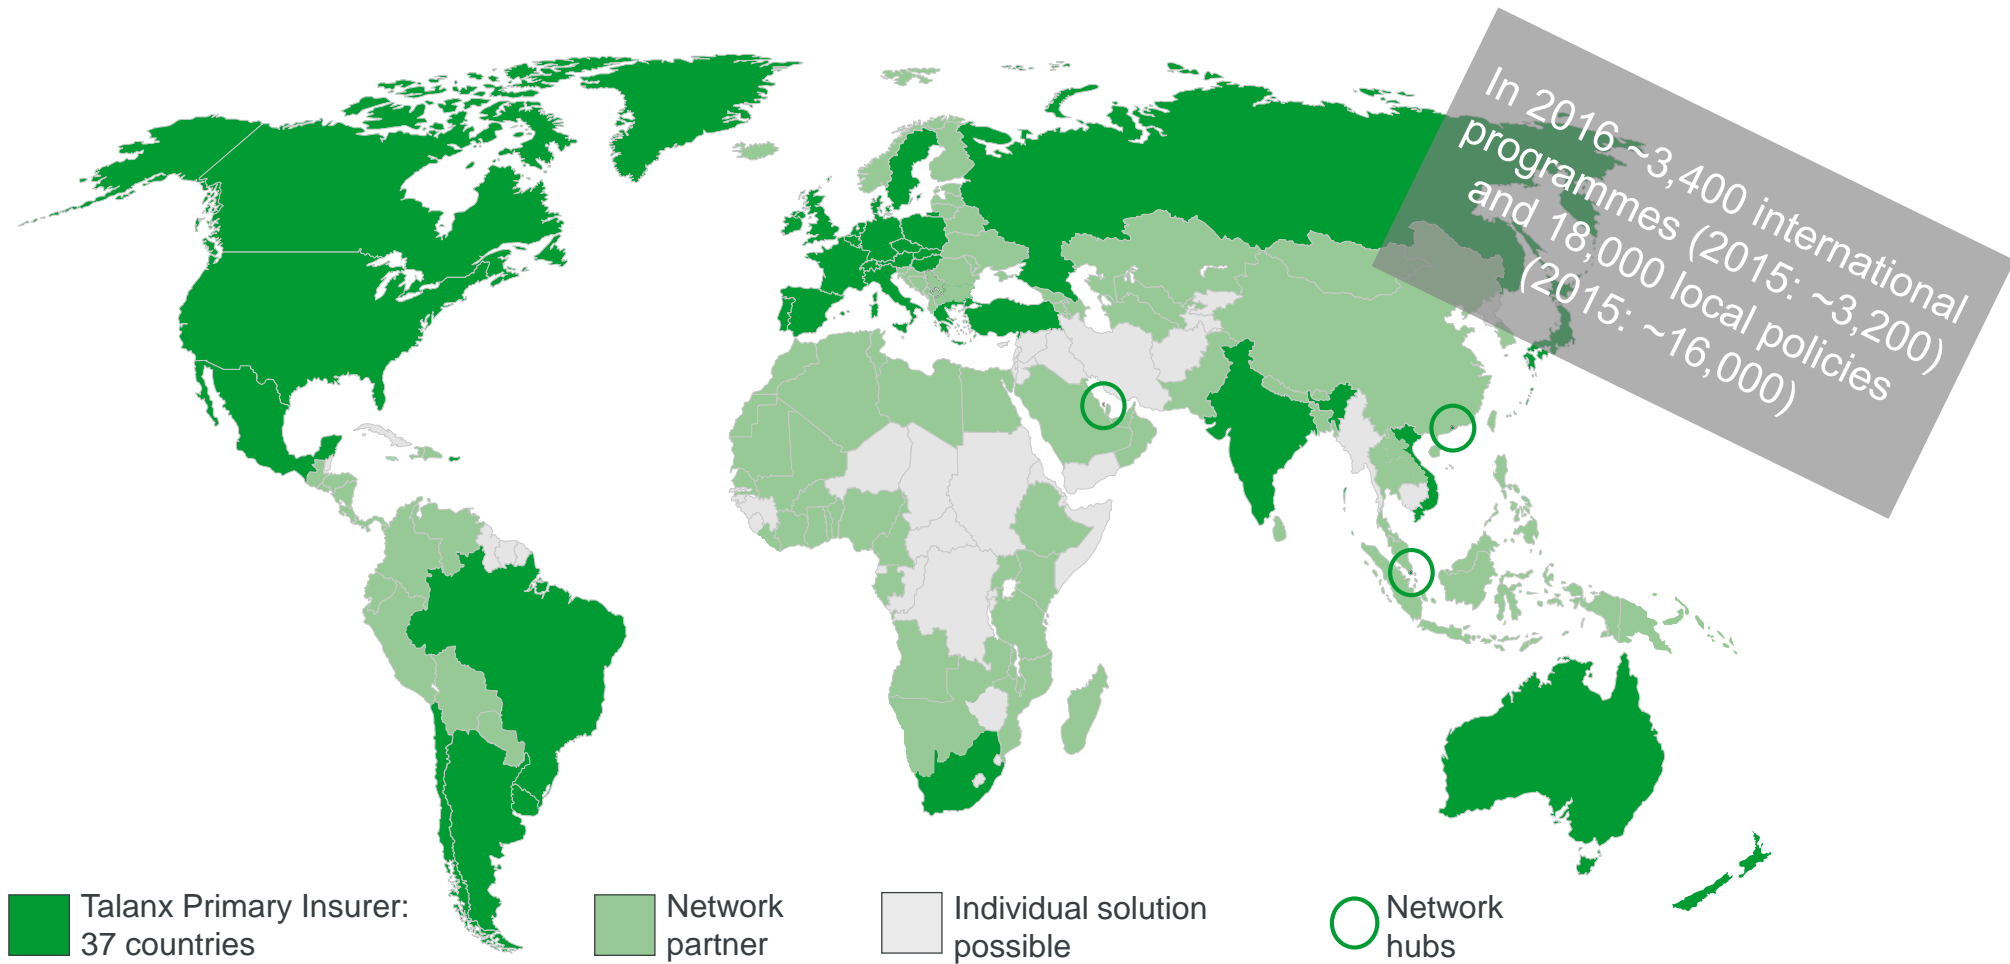 In 2016 ~3,400 international
programmes (2015: ~3,200)
and 18,000 local policies
(2015: ~16,000)
Talanx Primary Insurer:
37 countries
Network
partner
Individual solution
possible
Network
hubs